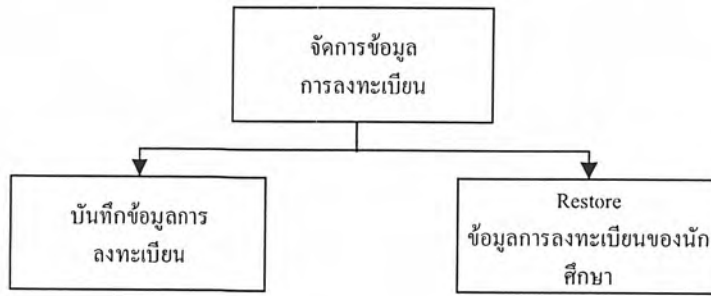 จัดการข้อมูล
การลงทะเบียน
บันทึกข้อมูลการ
ลงทะเบียน
Restore
ข้อมูลการลงทะเบียนของนัก
ศึกษา